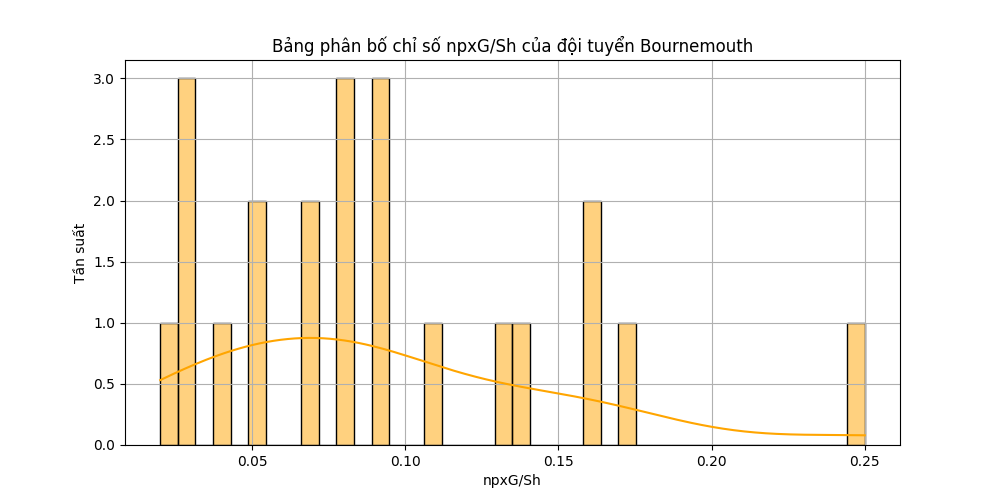 Bảng phân bố chỉ số npxG/Sh của đội tuyển Bournemouth
3.0
2.5
2.0
1.5
1.0
0.5
0.0
Tần suất
0.05 0.10 0.15 0.20 0.25
npxG/Sh